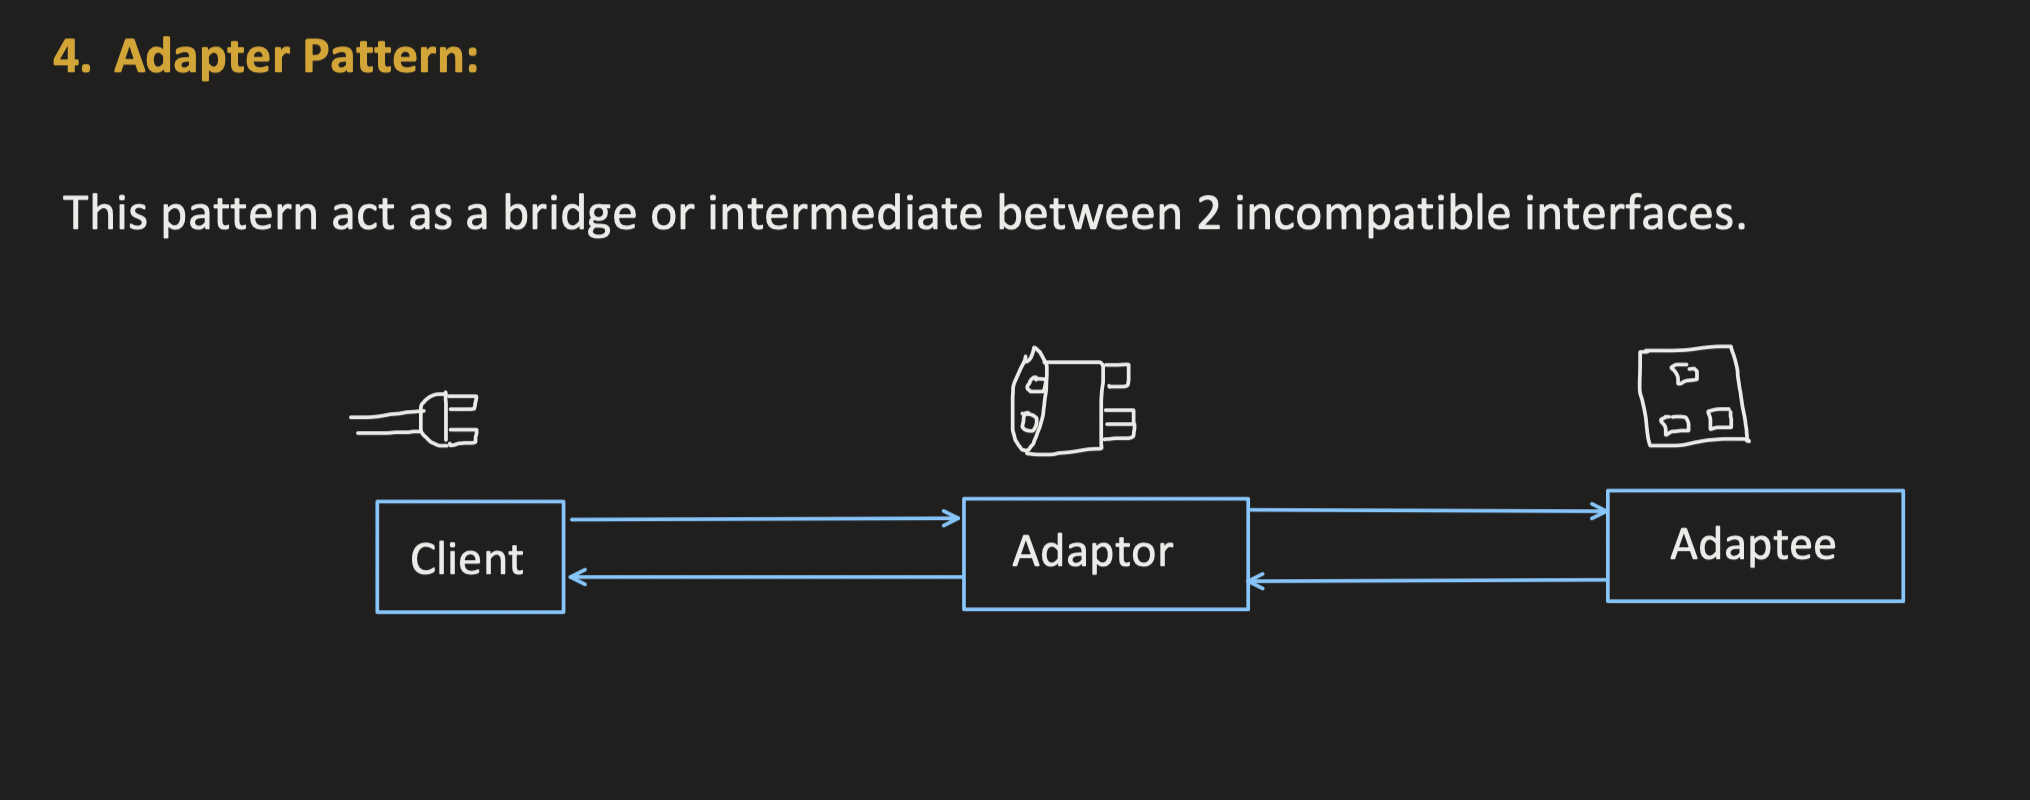 4. Adapter Pattern:
This pattern act as a bridge or intermediate between 2 incompatible interfaces.
Client
Adaptor
Adaptee